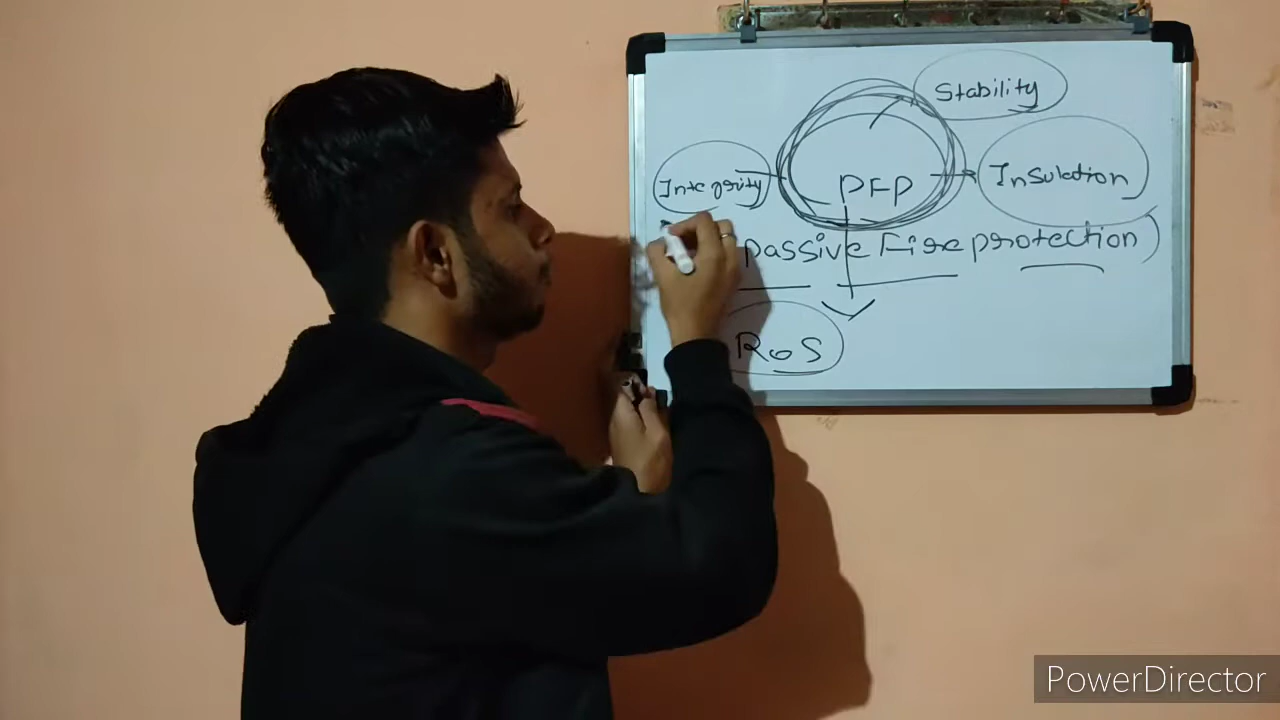 Stability
Integrity
PFP
Insulation
passive Fire protection)
RoS
PowerDirector